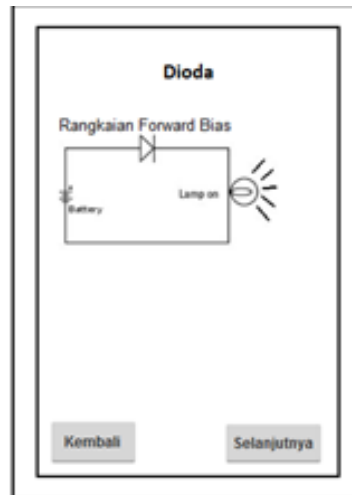 Dioda
Rangkaian Forward Bias
Lamp on
Battery
Kembali
Selanjutnya